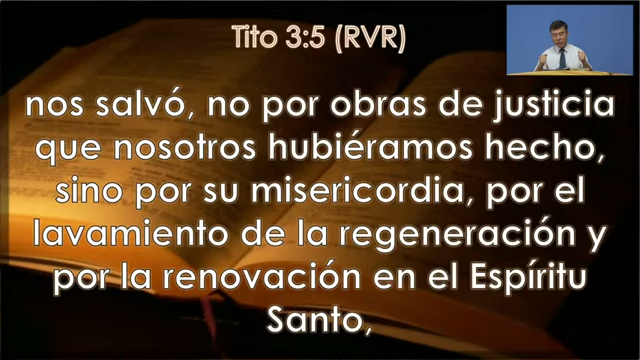 Tito 3:5 (RVR)
nos salvó, no por obras de justicia
que nosotros hubiéramos hecho,
sino por su misericordia, por el
lavamiento de la regeneración y
por la renovación en el Espíritu
Santo,